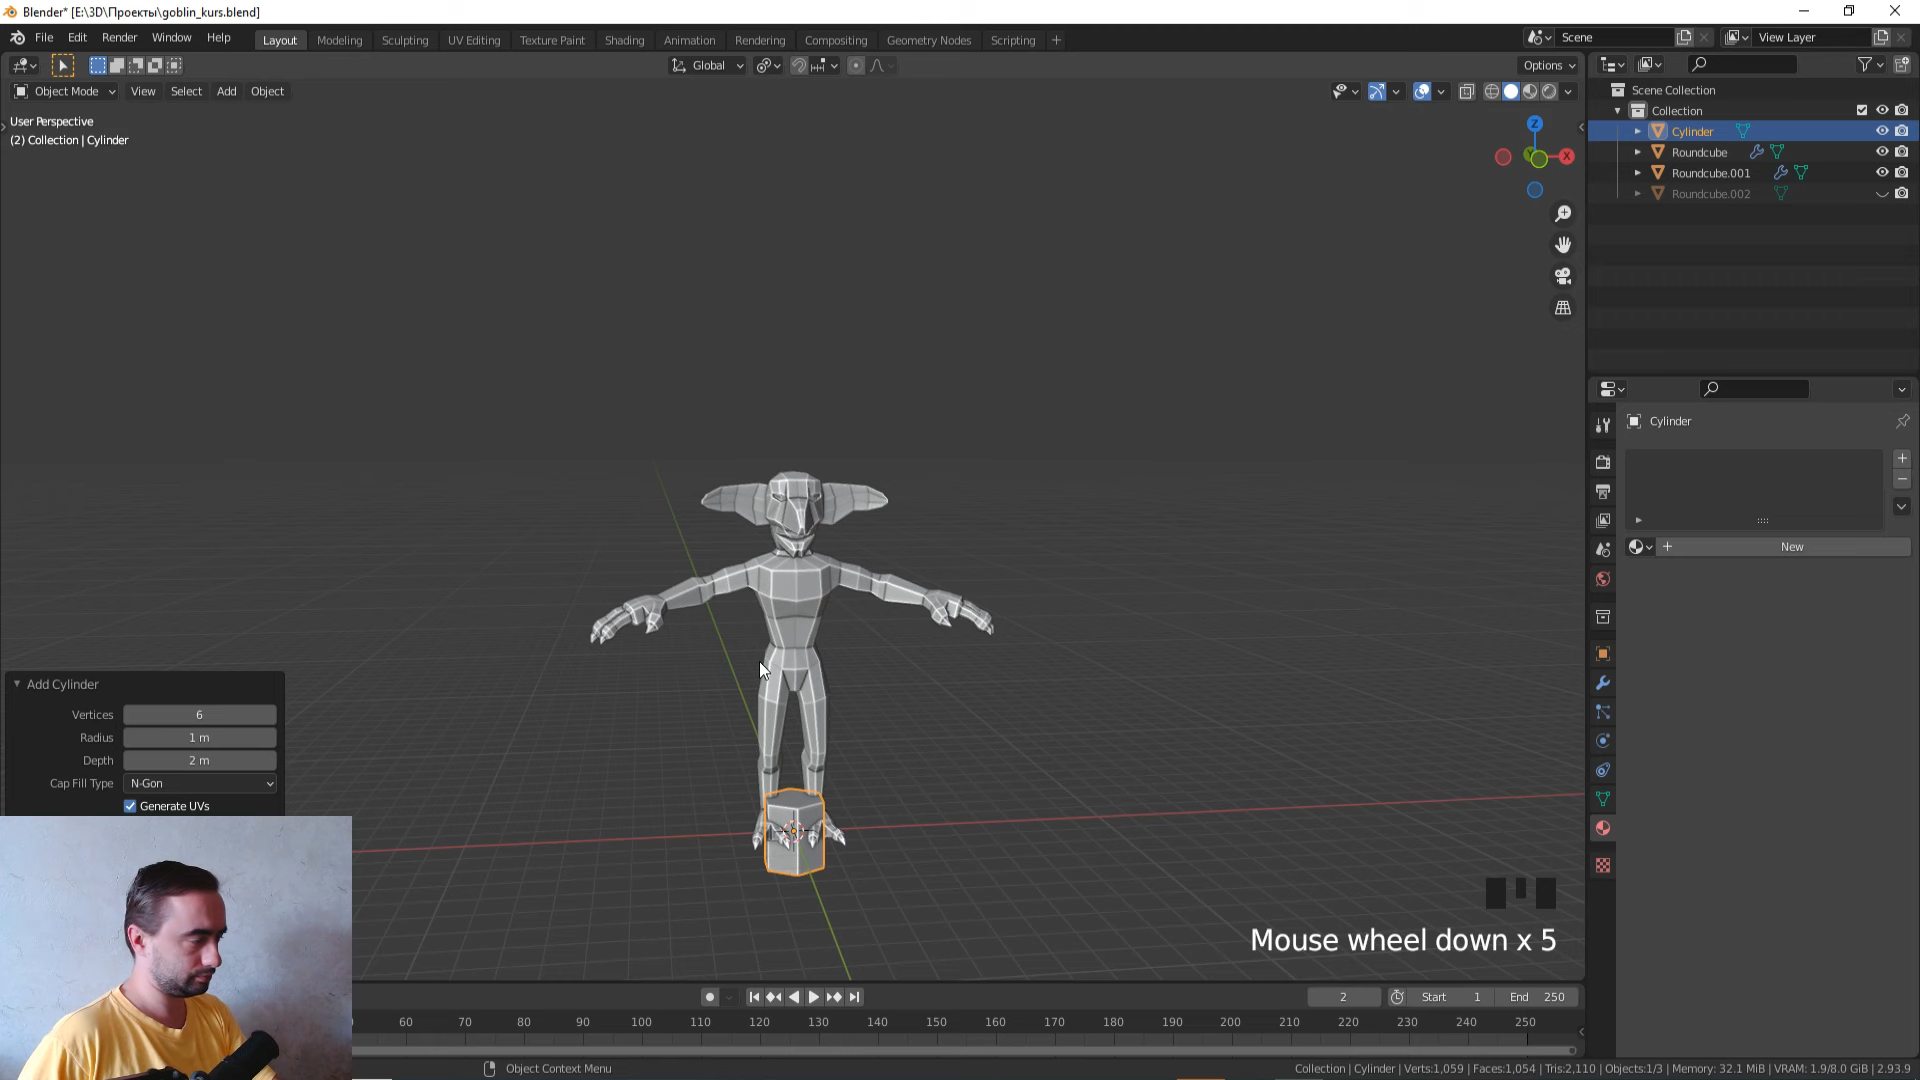 Blender* [E:\3D\Проекты\goblin_kurs.blend]
File Edit Render Window Help
Layout Modeling Sculpting UV Editing Texture Paint Shading Animation Rendering Compositing Geometry Nodes Scripting +
Scene
View Layer
Global
Options
Object Mode View Select Add Object
User Perspective
(2) Collection | Cylinder
Z
X
Scene Collection
Collection
Cylinder
Roundcube
Roundcube.001
Roundcube.002
Cylinder
+ New
Add Cylinder
Vertices 6
Radius 1 m
Depth 2 m
Cap Fill Type N-Gon
Generate UVs
Mouse wheel down x 5
2 Start 1 End 250
60 70 80 90 100 110 120 130 140 150 160 170 180 190 200 210 220 230 240 250
Object Context Menu
Collection | Cylinder | Verts:1,059 | Faces:1,054 | Tris:2,110 | Objects:1/3 | Memory: 32.1 MiB | VRAM: 1.9/8.0 GiB | 2.93.9